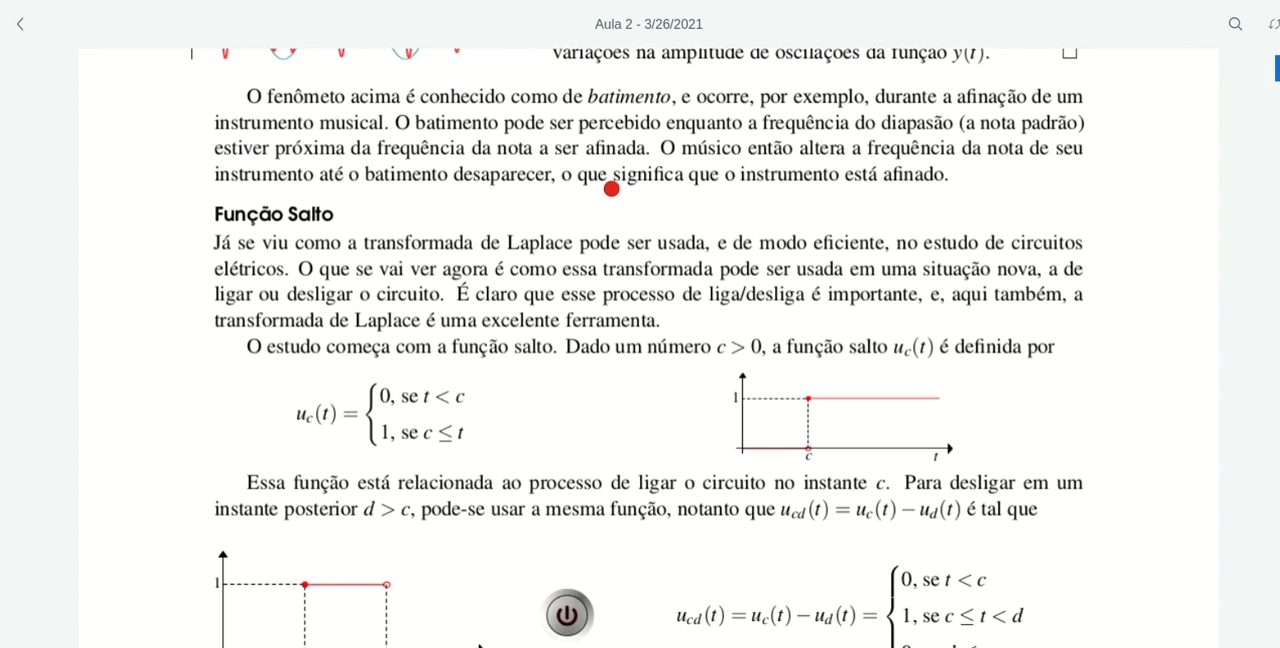 Aula 2 - 3/26/2021
variações na amplitude de oscilações da função y(t).
O fenômeto acima é conhecido como de batimento, e ocorre, por exemplo, durante a afinação de um
instrumento musical. O batimento pode ser percebido enquanto a frequência do diapasão (a nota padrão)
estiver próxima da frequência da nota a ser afinada. O músico então altera a frequência da nota de seu
instrumento até o batimento desaparecer, o que significa que o instrumento está afinado.
Função Salto
Já se viu como a transformada de Laplace pode ser usada, e de modo eficiente, no estudo de circuitos
elétricos. O que se vai ver agora é como essa transformada pode ser usada em uma situação nova, a de
ligar ou desligar o circuito. É claro que esse processo de liga/desliga é importante, e, aqui também, a
transformada de Laplace é uma excelente ferramenta.
O estudo começa com a função salto. Dado um número c > 0, a função salto u_c(t) é definida por
u_c(t) = { 0, se t < c
1, se c ≤ t
1
c
t
Essa função está relacionada ao processo de ligar o circuito no instante c. Para desligar em um
instante posterior d > c, pode-se usar a mesma função, notanto que u_cd(t) = u_c(t) − u_d(t) é tal que
1
u_cd(t) = u_c(t) − u_d(t) = { 0, se t < c
1, se c ≤ t < d